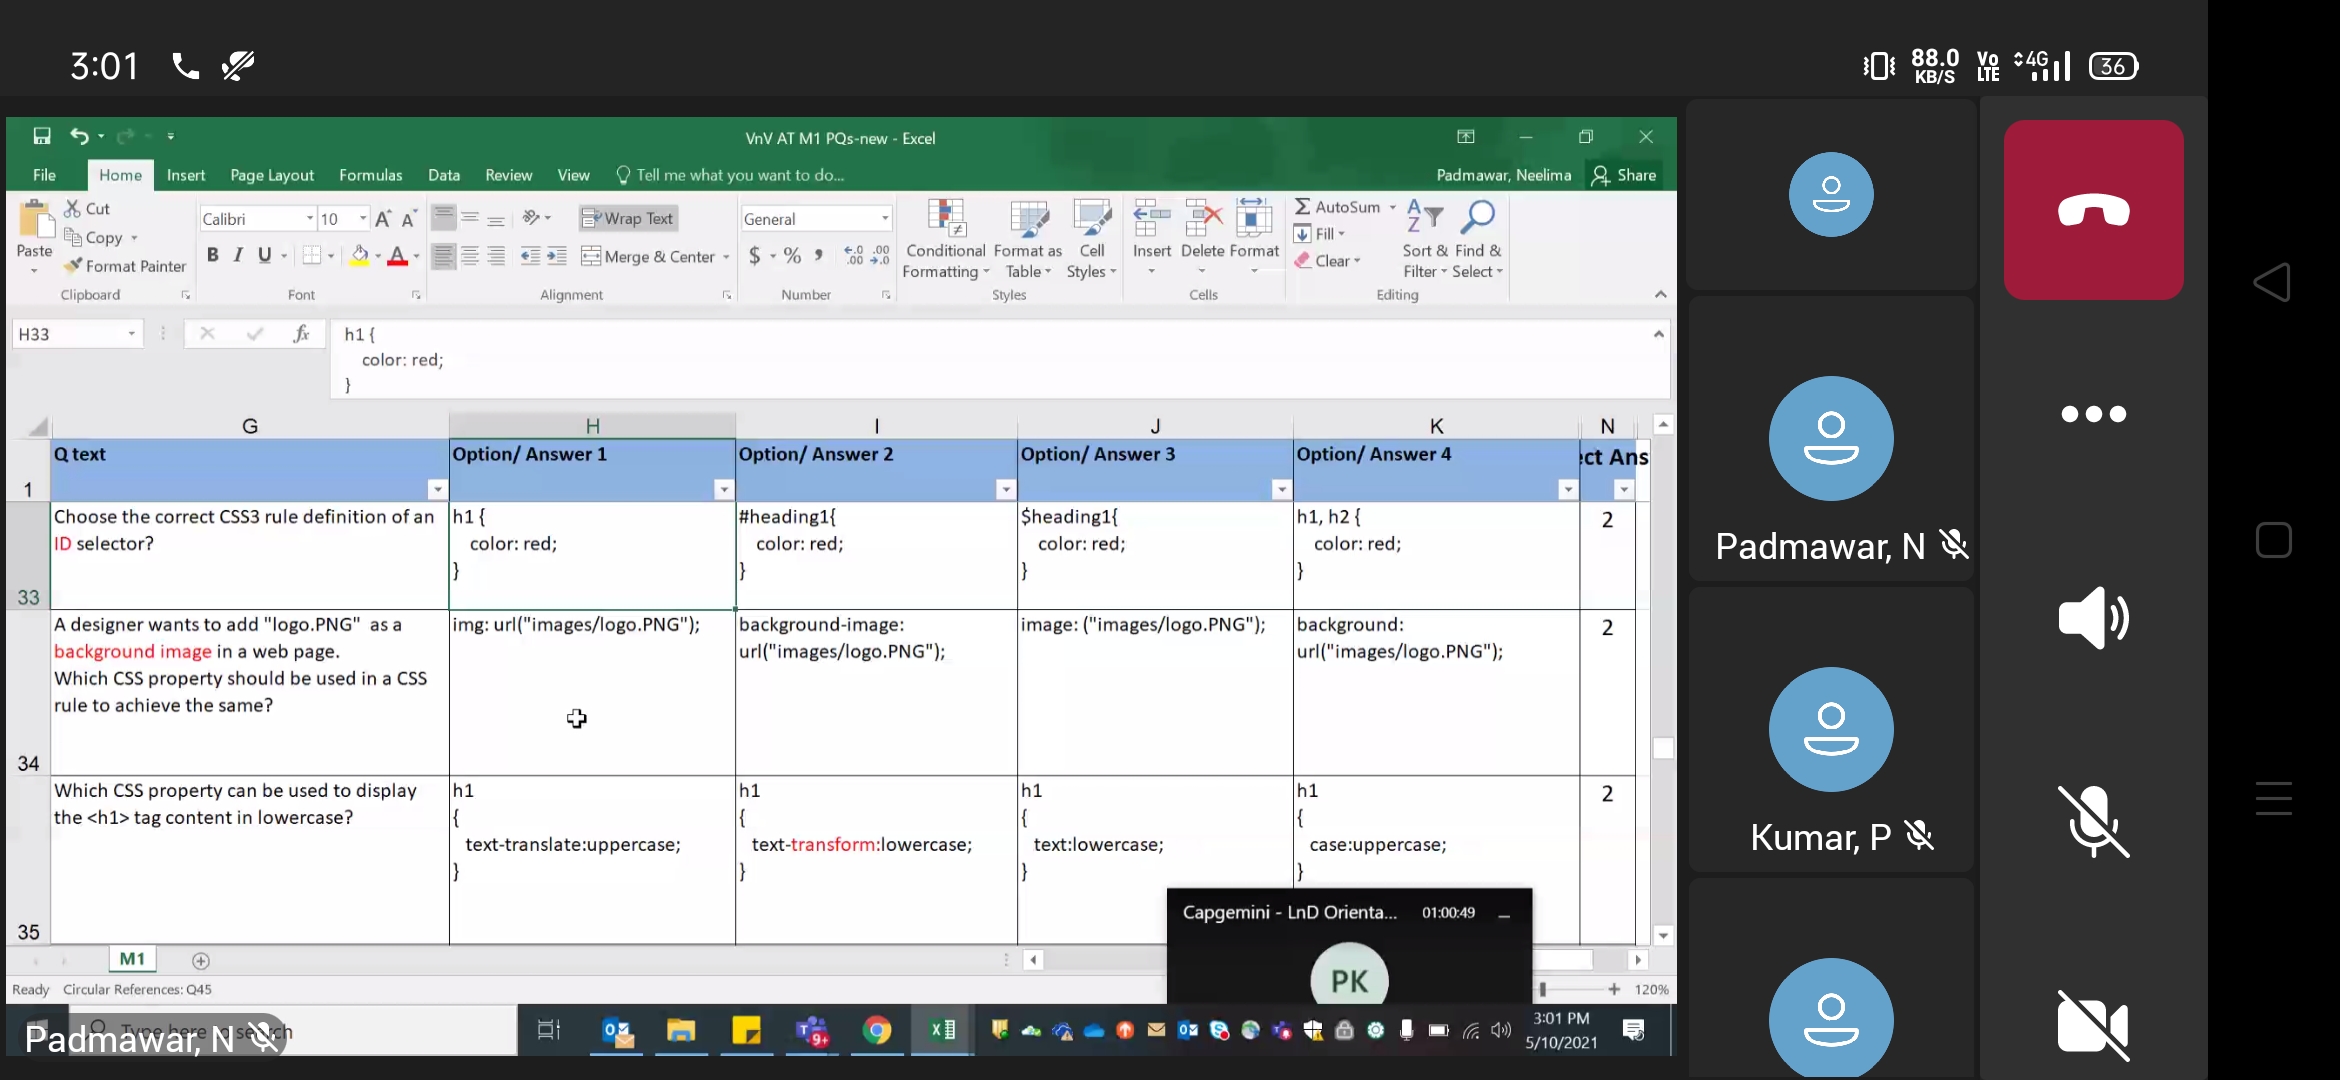 3:01
88.0 KB/S
Vo LTE
4G
36
VnV AT M1 PQs-new - Excel
File Home Insert Page Layout Formulas Data Review View Tell me what you want to do...
Padmawar, Neelima Share
Paste
Cut
Copy
Format Painter
Clipboard
Calibri 10
B I U
Font
Wrap Text
Merge & Center
Alignment
General
$ % ,
Number
Conditional Formatting
Format as Table
Cell Styles
Styles
Insert Delete Format
Cells
AutoSum
Fill
Clear
Sort & Filter
Find & Select
Editing
H33
fx
h1 {
color: red;
}
G H I J K N
1
Q text
Option/ Answer 1
Option/ Answer 2
Option/ Answer 3
Option/ Answer 4
ct Ans
33
Choose the correct CSS3 rule definition of an
ID selector?
h1 {
color: red;
}
#heading1{
color: red;
}
$heading1{
color: red;
}
h1, h2 {
color: red;
}
2
34
A designer wants to add "logo.PNG" as a
background image in a web page.
Which CSS property should be used in a CSS
rule to achieve the same?
img: url("images/logo.PNG");
background-image:
url("images/logo.PNG");
image: ("images/logo.PNG");
background:
url("images/logo.PNG");
2
35
Which CSS property can be used to display
the <h1> tag content in lowercase?
h1
{
text-translate:uppercase;
}
h1
{
text-transform:lowercase;
}
h1
{
text:lowercase;
}
h1
{
case:uppercase;
}
2
Capgemini - LnD Orienta... 01:00:49
PK
M1
Ready Circular References: Q45
120%
Type here to search
Padmawar, N
9+
3:01 PM
5/10/2021
Padmawar, N
Kumar, P